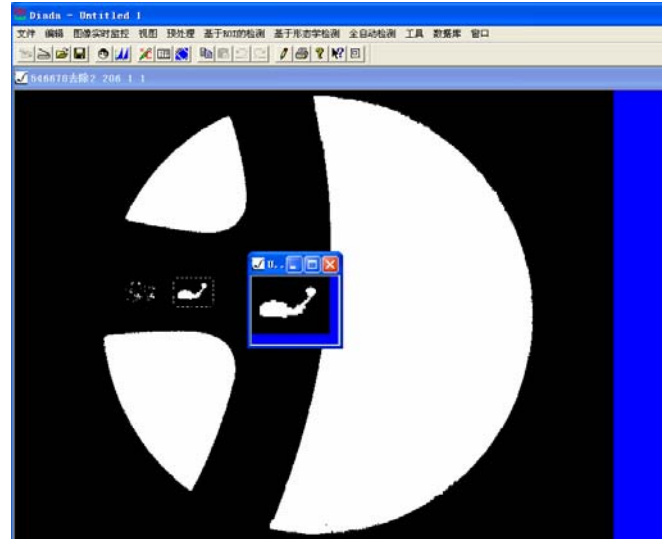 Diada - Untitled 1
文件 编辑 图像实时监控 视图 预处理 基于ROI的检测 基于形态学检测 全自动检测 工具 数据库 窗口
846670去除2 206 1 1
U..